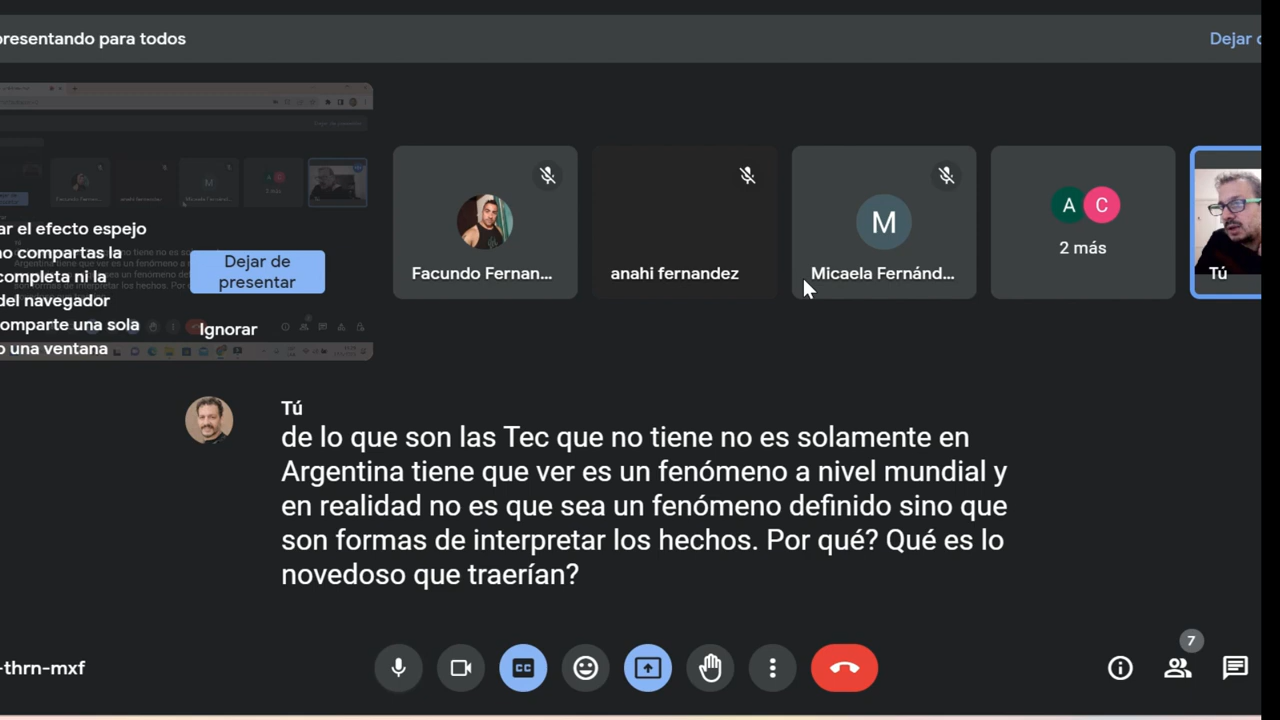 presentando para todos
Dejar
ar el efecto espejo
no compartas la
completa ni la
del navegador
omparte una sola
o una ventana
Dejar de
presentar
Ignorar
Facundo Fernan...
anahi fernandez
M
Micaela Fernánd...
A C
2 más
Tú
Tú
de lo que son las Tec que no tiene no es solamente en
Argentina tiene que ver es un fenómeno a nivel mundial y
en realidad no es que sea un fenómeno definido sino que
son formas de interpretar los hechos. Por qué? Qué es lo
novedoso que traerían?
-thrn-mxf
CC
7